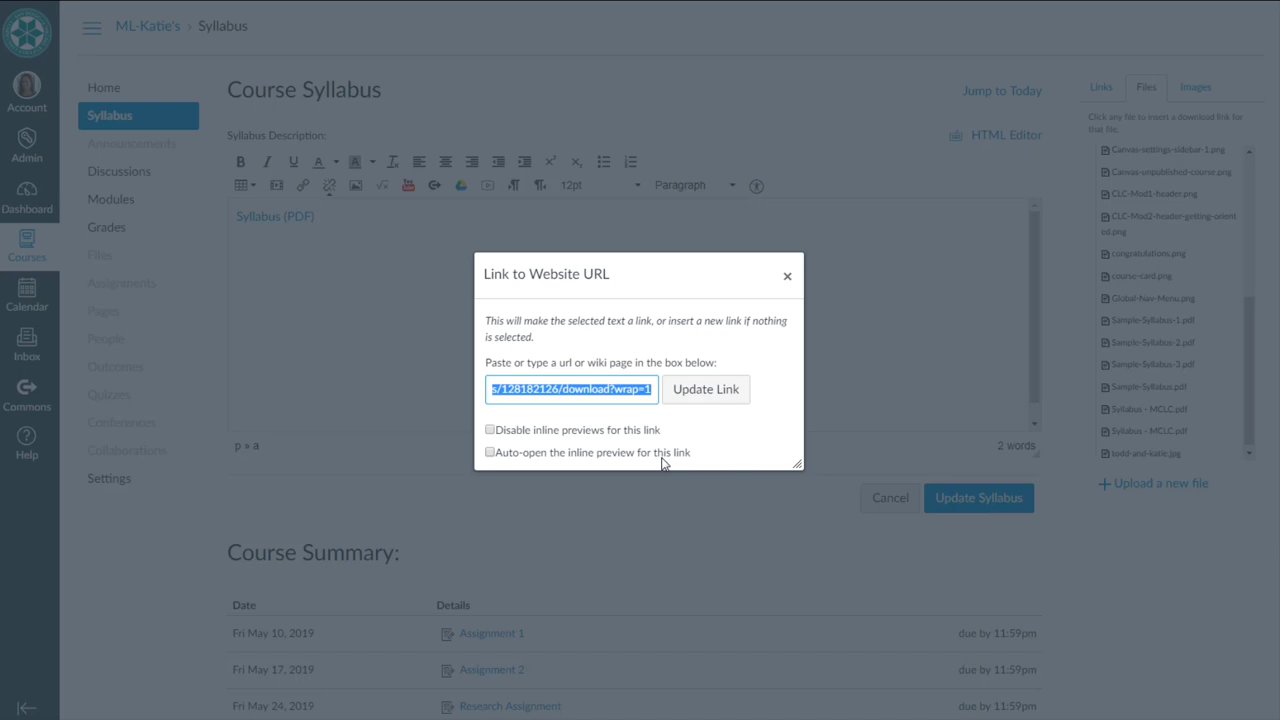 ML-Katie's › Syllabus
Account
Admin
Dashboard
Courses
Calendar
Inbox
Commons
Help
Home
Syllabus
Announcements
Discussions
Modules
Grades
Files
Assignments
Pages
People
Outcomes
Quizzes
Conferences
Collaborations
Settings
Course Syllabus
Jump to Today
Syllabus Description:
HTML Editor
12pt
Paragraph
Syllabus (PDF)
p » a
2 words
Link to Website URL
This will make the selected text a link, or insert a new link if nothing
is selected.
Paste or type a url or wiki page in the box below:
s/128182126/download?wrap=1
Update Link
Disable inline previews for this link
Auto-open the inline preview for this link
Cancel
Update Syllabus
Course Summary:
Date Details
Fri May 10, 2019 Assignment 1 due by 11:59pm
Fri May 17, 2019 Assignment 2 due by 11:59pm
Fri May 24, 2019 Research Assignment due by 11:59pm
Links Files Images
Click any file to insert a download link for
that file.
Canvas-settings-sidebar-1.png
Canvas-unpublished-course.png
CLC-Mod1-header.png
CLC-Mod2-header-getting-orient
ed.png
congratulations.png
course-card.png
Global-Nav-Menu.png
Sample-Syllabus-1.pdf
Sample-Syllabus-2.pdf
Sample-Syllabus-3.pdf
Sample-Syllabus.pdf
Syllabus - MCLC.pdf
Syllabus - MCLC.pdf
todd-and-katie.jpg
Upload a new file